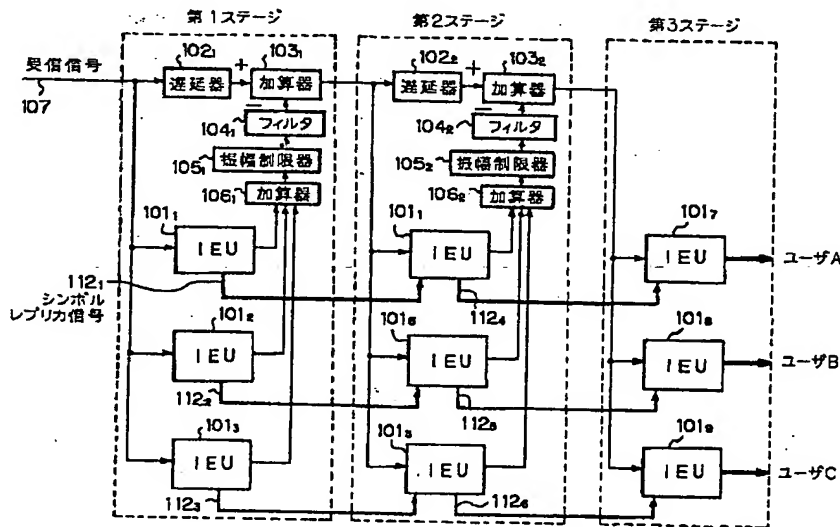 第1ステージ
第2ステージ
第3ステージ
受信信号
107
102₁
遅延器
+
103₁
加算器
−
104₁
フィルタ
105₁
振幅制限器
106₁
加算器
102₂
遅延器
+
103₂
加算器
−
104₂
フィルタ
105₂
振幅制限器
106₂
加算器
101₁
IEU
112₁
シンボル
レプリカ信号
101₁
IEU
112₄
101₇
IEU
ユーザA
101₂
IEU
112₂
IEU
101₈
IEU
ユーザB
101₃
IEU
112₃
IEU
112₆
101₉
IEU
ユーザC